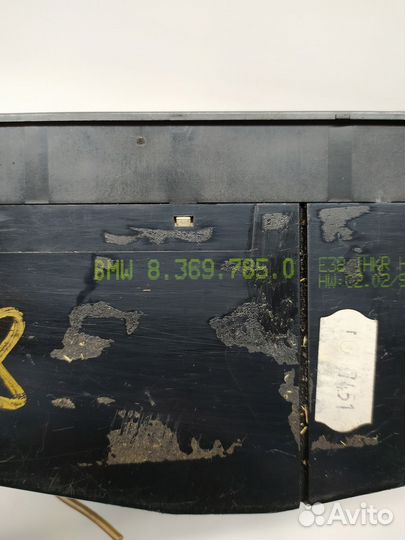 BMW 8.369.785.0
E38 IHKR H
HW:02.02/9
Avito